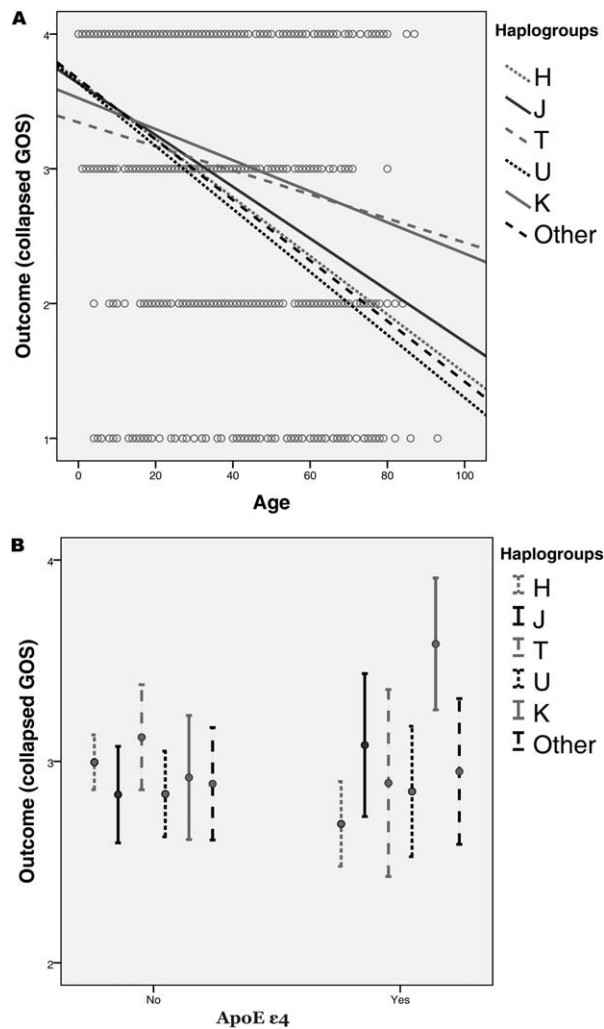 A
Outcome (collapsed GOS)
4
3
2
1
0
20
40
60
80
100
Age
Haplogroups
H
J
T
U
K
Other
B
Outcome (collapsed GOS)
4
3
2
No
Yes
ApoE ε4
Haplogroups
H
J
T
U
K
Other